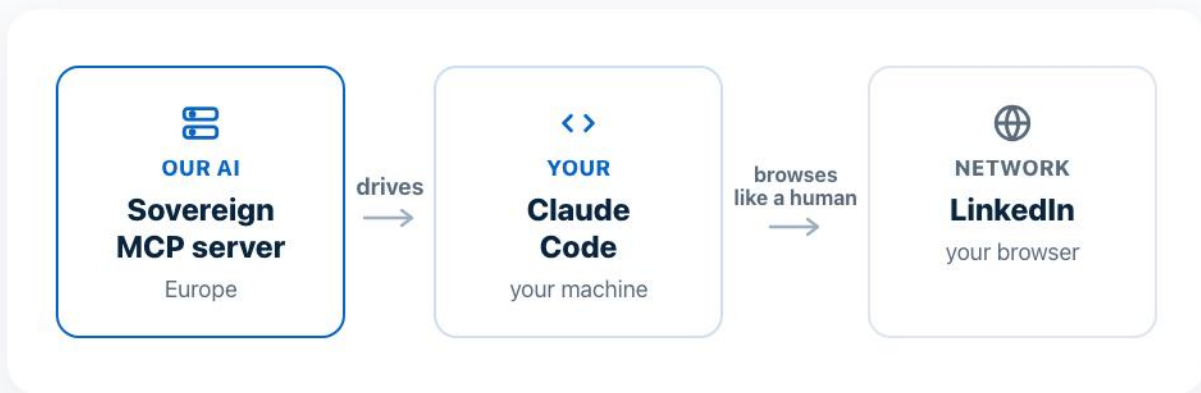 OUR AI
Sovereign
MCP server
Europe
drives
YOUR
Claude
Code
your machine
browses
like a human
NETWORK
LinkedIn
your browser